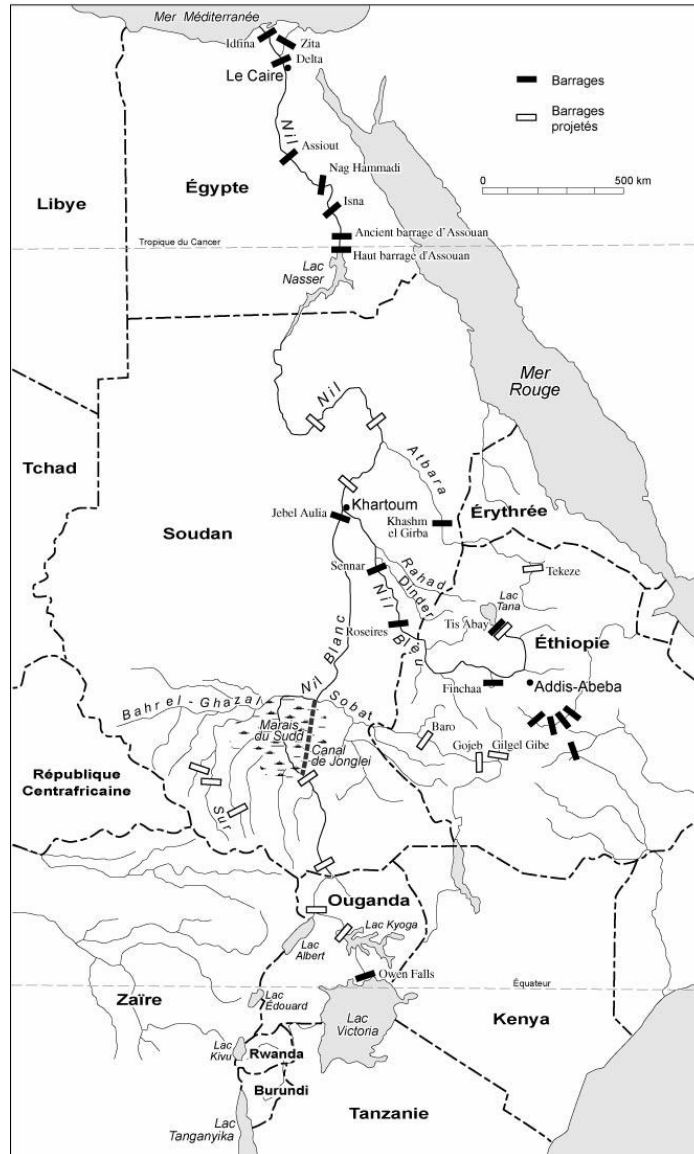 Mer Méditerranée
Idfina
Zita
Delta
Le Caire
Barrages
Barrages
projetés
0
500 km
Nil
Assiout
Nag Hammadi
Égypte
Isna
Libye
Ancient barrage d'Assouan
Tropique du Cancer
Haut barrage d'Assouan
Lac
Nasser
Mer
Rouge
Nil
Tchad
Atbara
Khartoum
Érythrée
Jebel Aulia
Khashm
el Girba
Soudan
Sennar
Rahad
Dinder
Tekeze
Lac
Tana
Nil
Bleu
Tis Abay
Roseires
Éthiopie
Nil Blanc
Finchaa
Addis-Abeba
Bahrel-Ghazal
Sobat
Marais
du Sudd
Baro
Canal
de Jonglei
Gojeb
Gilgel Gibe
République
Centrafricaine
Sur
Ouganda
Lac Kyoga
Lac
Albert
Owen Falls
Équateur
Zaïre
Lac
Édouard
Lac
Victoria
Kenya
Lac
Kivu
Rwanda
Burundi
Tanzanie
Lac
Tanganyika